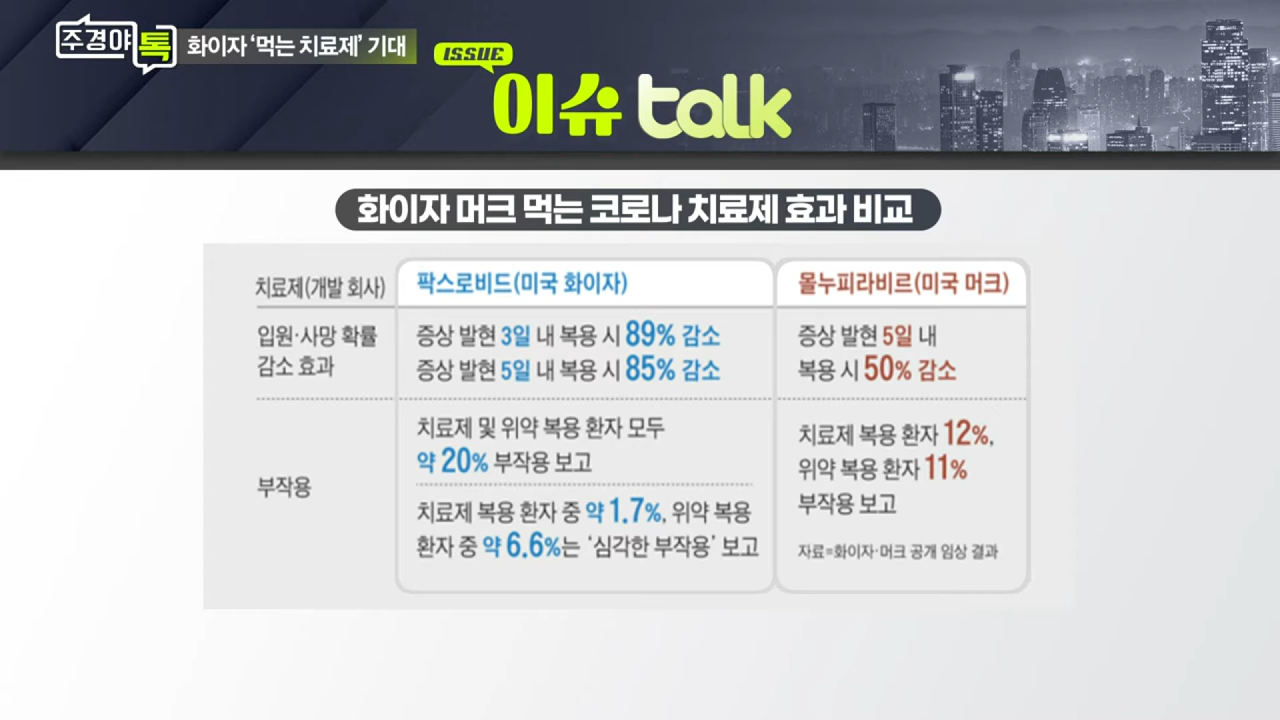 주경야톡
화이자 ‘먹는 치료제’ 기대
ISSUE
이슈 talk
화이자 머크 먹는 코로나 치료제 효과 비교
치료제(개발 회사)
팍스로비드(미국 화이자)
몰누피라비르(미국 머크)
입원·사망 확률
감소 효과
증상 발현 3일 내 복용 시 89% 감소
증상 발현 5일 내 복용 시 85% 감소
증상 발현 5일 내
복용 시 50% 감소
부작용
치료제 및 위약 복용 환자 모두
약 20% 부작용 보고
치료제 복용 환자 중 약 1.7%, 위약 복용
환자 중 약 6.6%는 ‘심각한 부작용’ 보고
치료제 복용 환자 12%,
위약 복용 환자 11%
부작용 보고
자료=화이자·머크 공개 임상 결과